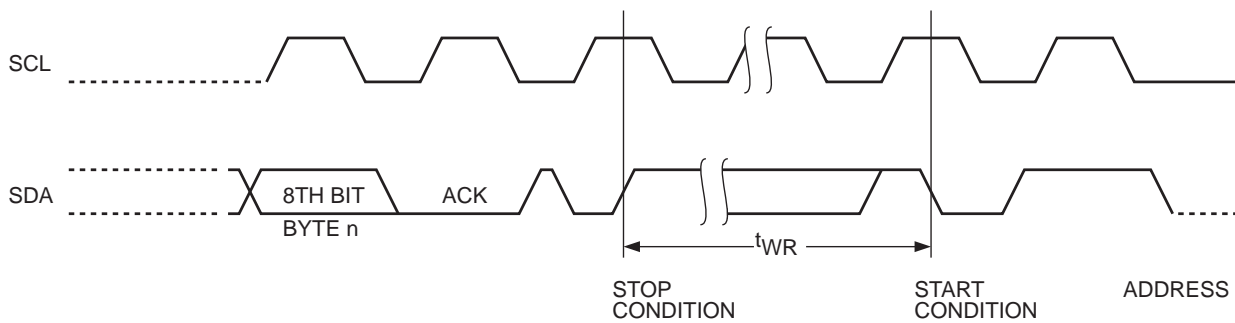 SCL
SDA
8TH BIT
ACK
BYTE n
tWR
STOP
CONDITION
START
CONDITION
ADDRESS